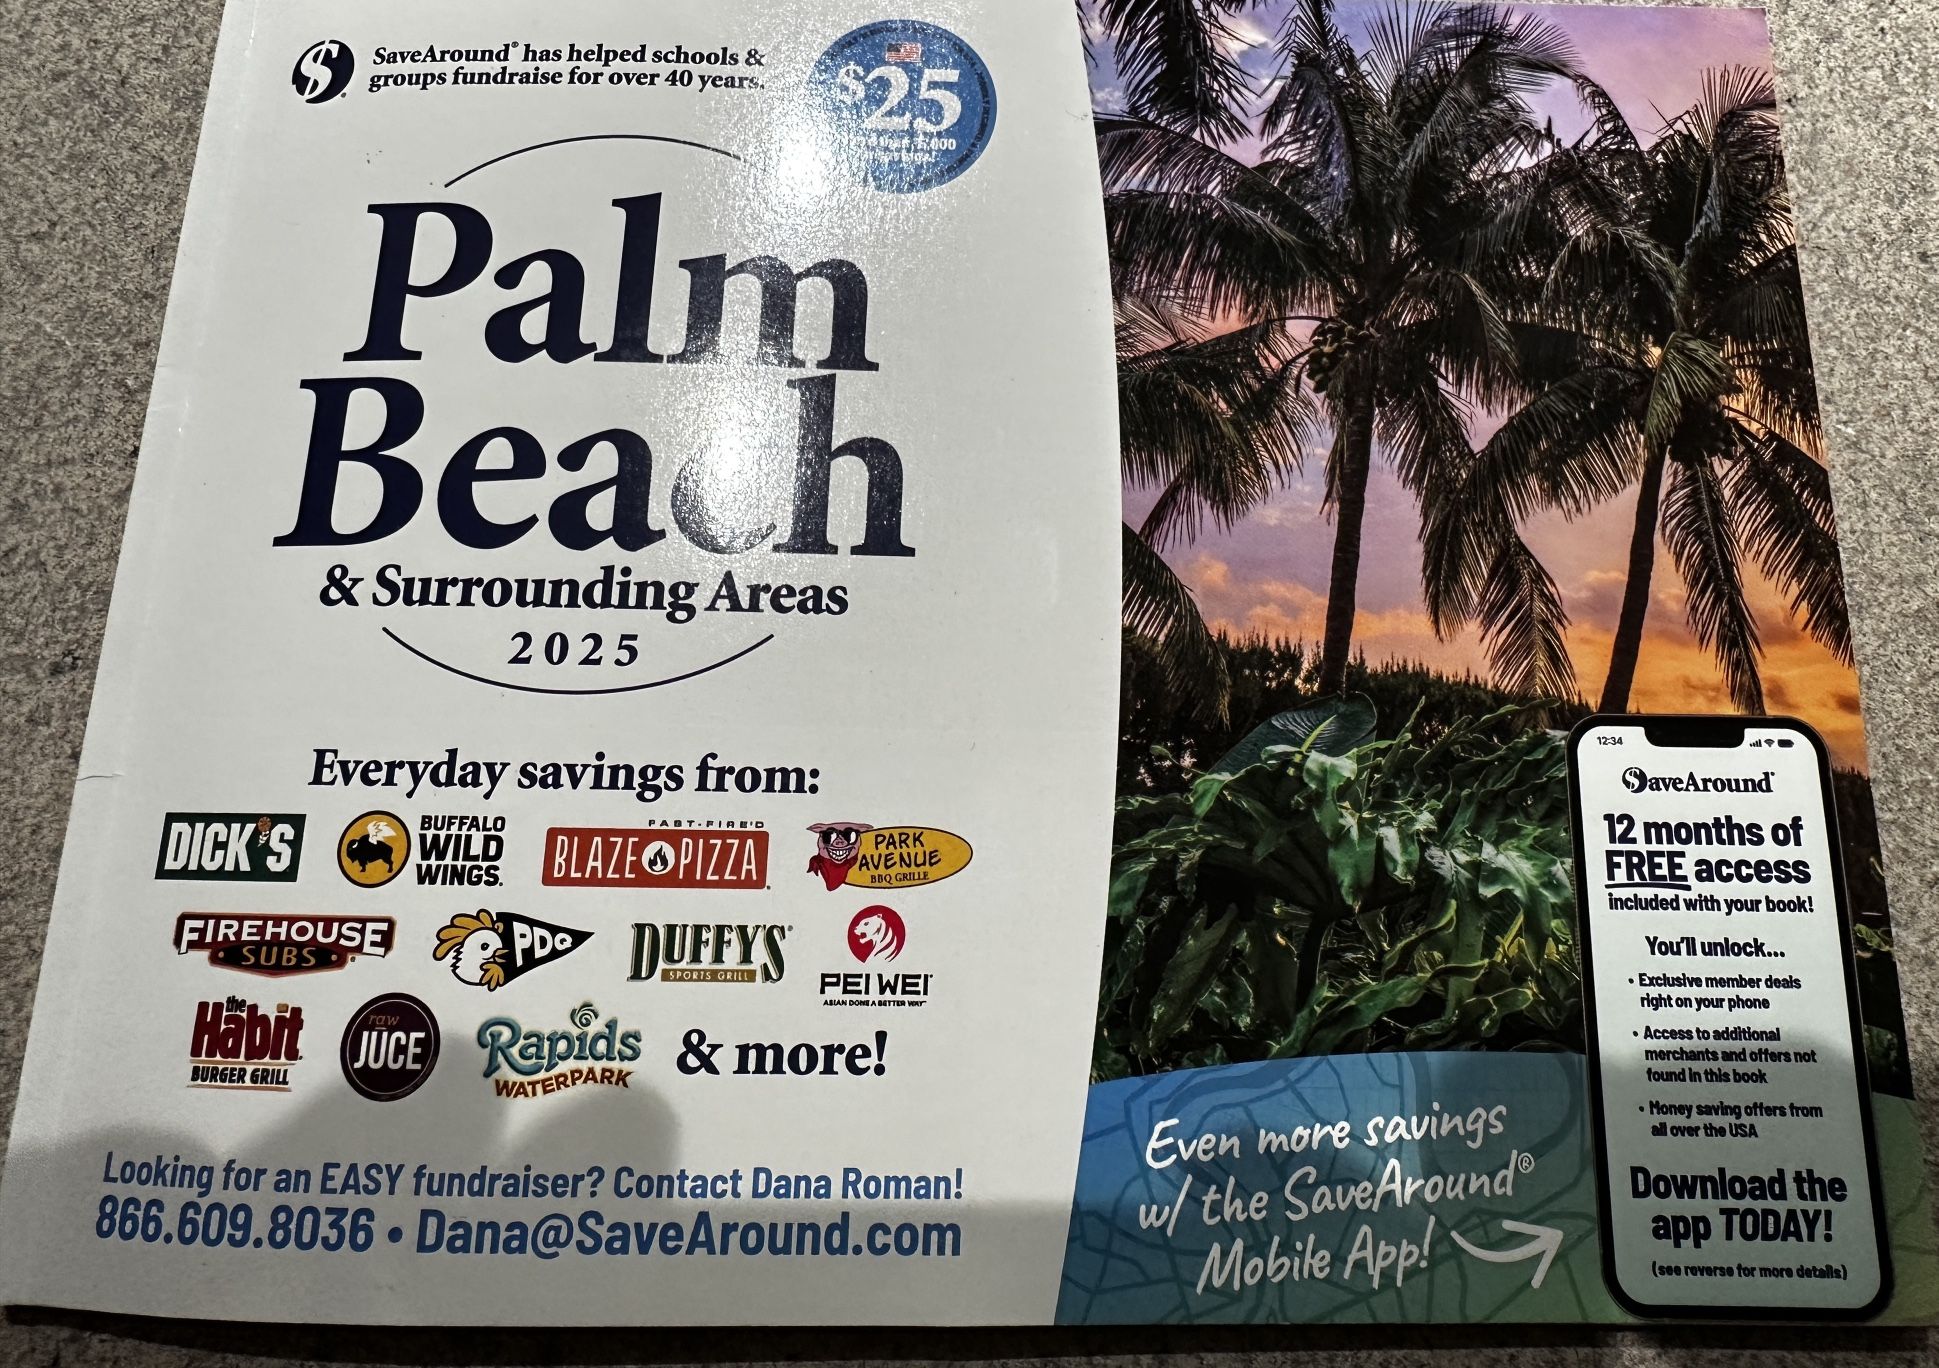 SaveAround® has helped schools &
groups fundraise for over 40 years.
$25
Palm
Beach
& Surrounding Areas
2025
Everyday savings from:
DICK'S
BUFFALO
WILD
WINGS.
FAST-FIRE'D
BLAZE PIZZA
PARK
AVENUE
BBQ GRILLE
FIREHOUSE
SUBS
PDQ
DUFFY'S
SPORTS GRILL
PEI WEI
ASIAN DONE A BETTER WAY
the
Habit
BURGER GRILL
raw
JŪCE
Rapids
WATERPARK
& more!
Looking for an EASY fundraiser? Contact Dana Roman!
866.609.8036 • Dana@SaveAround.com
Even more savings
w/ the SaveAround®
Mobile App!
12:34
SaveAround®
12 months of
FREE access
included with your book!
You'll unlock...
• Exclusive member deals
right on your phone
• Access to additional
merchants and offers not
found in this book
• Money saving offers from
all over the USA
Download the
app TODAY!
(see reverse for more details)